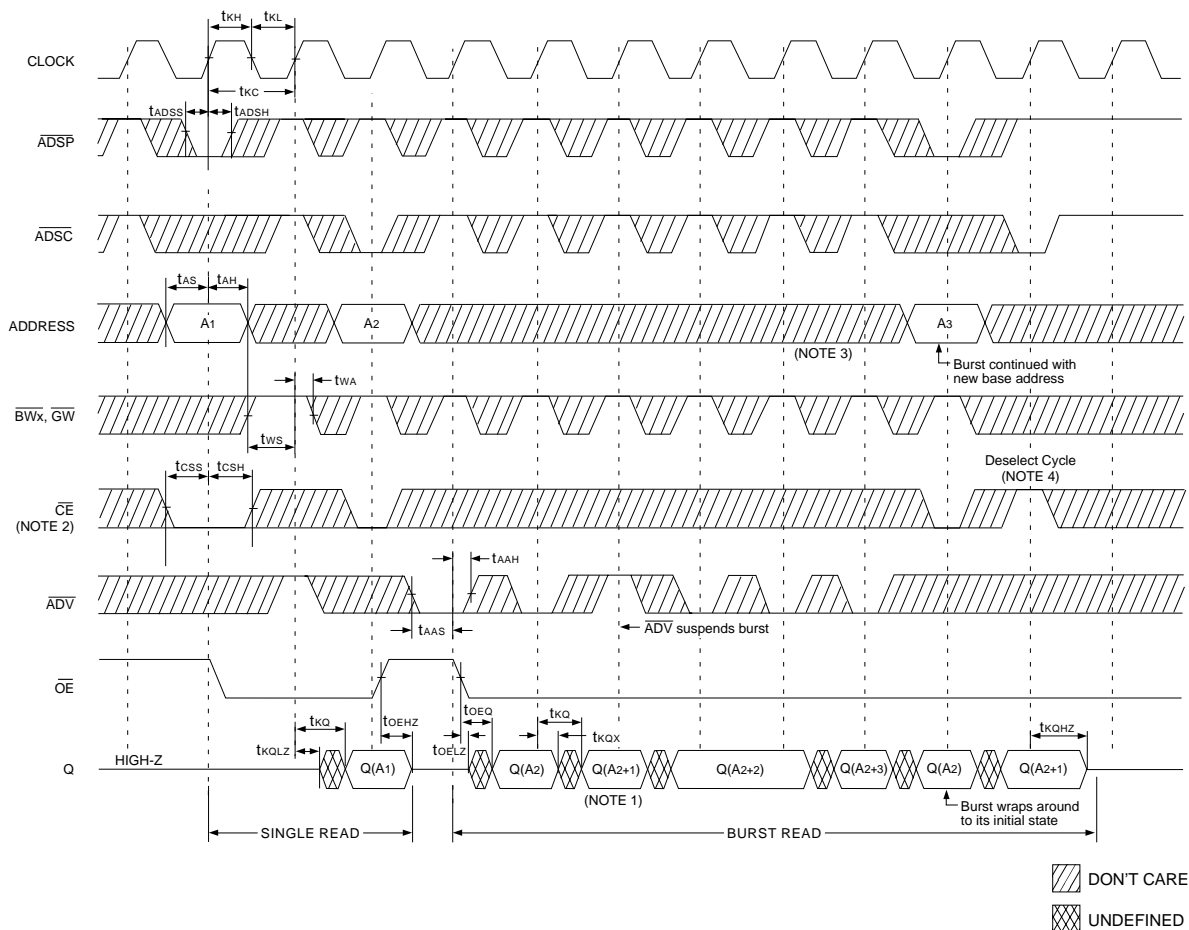 tKH tKL
CLOCK
tKC
tADSS tADSH
ADSP
ADSC
tAS tAH
ADDRESS A1 A2 A3
(NOTE 3)
Burst continued with
new base address
tWA
BWx, GW
tWS
tCSS tCSH
Deselect Cycle
(NOTE 4)
CE
(NOTE 2)
tAAH
ADV
tAAS
ADV suspends burst
OE
tKQ tOEHZ tOEQ tKQ tKQHZ
tKQLZ tOELZ tKQX
Q HIGH-Z Q(A1) Q(A2) Q(A2+1) Q(A2+2) Q(A2+3) Q(A2) Q(A2+1)
(NOTE 1)
Burst wraps around
to its initial state
SINGLE READ BURST READ
DON'T CARE
UNDEFINED